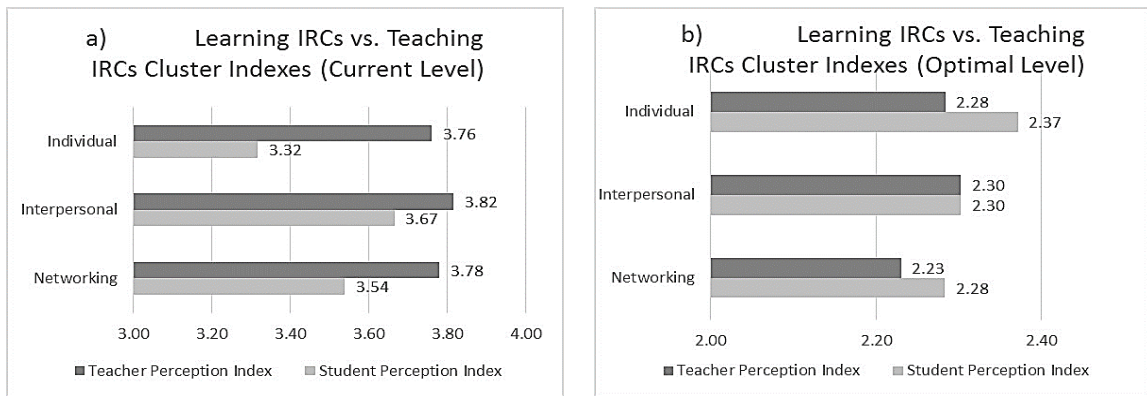 a) Learning IRCs vs. Teaching
IRCs Cluster Indexes (Current Level)
Individual
3.76
3.32
Interpersonal
3.82
3.67
Networking
3.78
3.54
3.00 3.20 3.40 3.60 3.80 4.00
Teacher Perception Index Student Perception Index
b) Learning IRCs vs. Teaching
IRCs Cluster Indexes (Optimal Level)
Individual
2.28
2.37
Interpersonal
2.30
2.30
Networking
2.23
2.28
2.00 2.20 2.40
Teacher Perception Index Student Perception Index